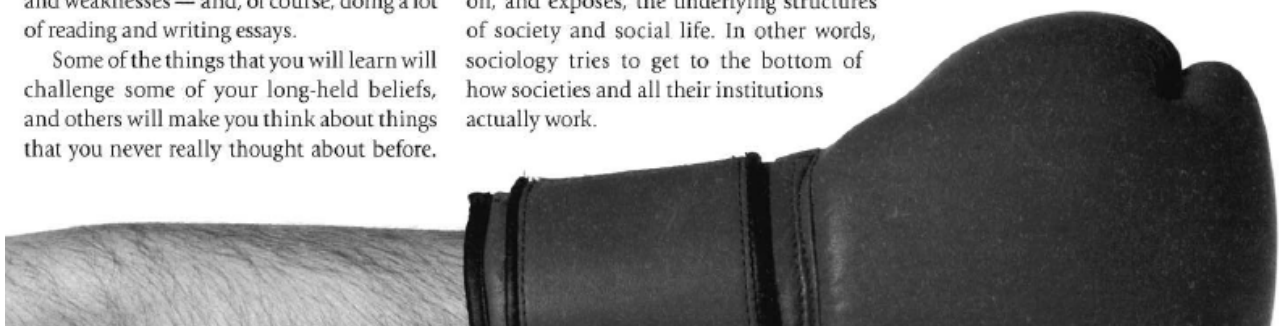 and weaknesses — and, of course, doing a lot
of reading and writing essays.
Some of the things that you will learn will
challenge some of your long-held beliefs,
and others will make you think about things
that you never really thought about before.
on, and exposes, the underlying structures
of society and social life. In other words,
sociology tries to get to the bottom of
how societies and all their institutions
actually work.